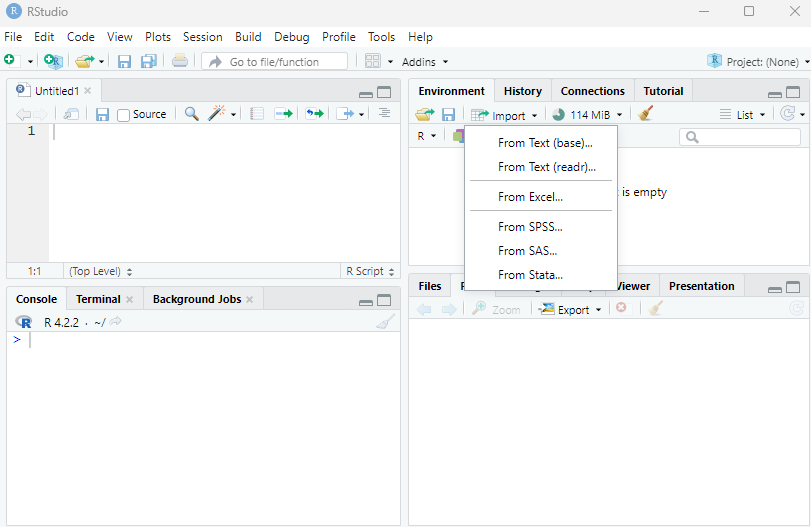 RStudio
File Edit Code View Plots Session Build Debug Profile Tools Help
Go to file/function Addins Project: (None)
Untitled1
Source
1
1:1 (Top Level) R Script
Console Terminal Background Jobs
R 4.2.2 · ~/
>
Environment History Connections Tutorial
Import 114 MiB List
R
From Text (base)...
From Text (readr)...
From Excel...
From SPSS...
From SAS...
From Stata...
is empty
Files Viewer Presentation
Zoom Export